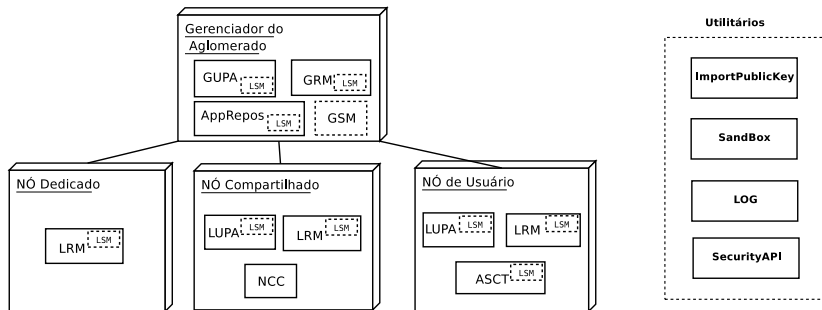 Gerenciador do
Aglomerado
GUPA LSM
GRM LSM
AppRepos LSM
GSM
NÓ Dedicado
LRM LSM
NÓ Compartilhado
LUPA LSM
LRM LSM
NCC
NÓ de Usuário
LUPA LSM
LRM LSM
ASCT LSM
Utilitários
ImportPublicKey
SandBox
LOG
SecurityAPI